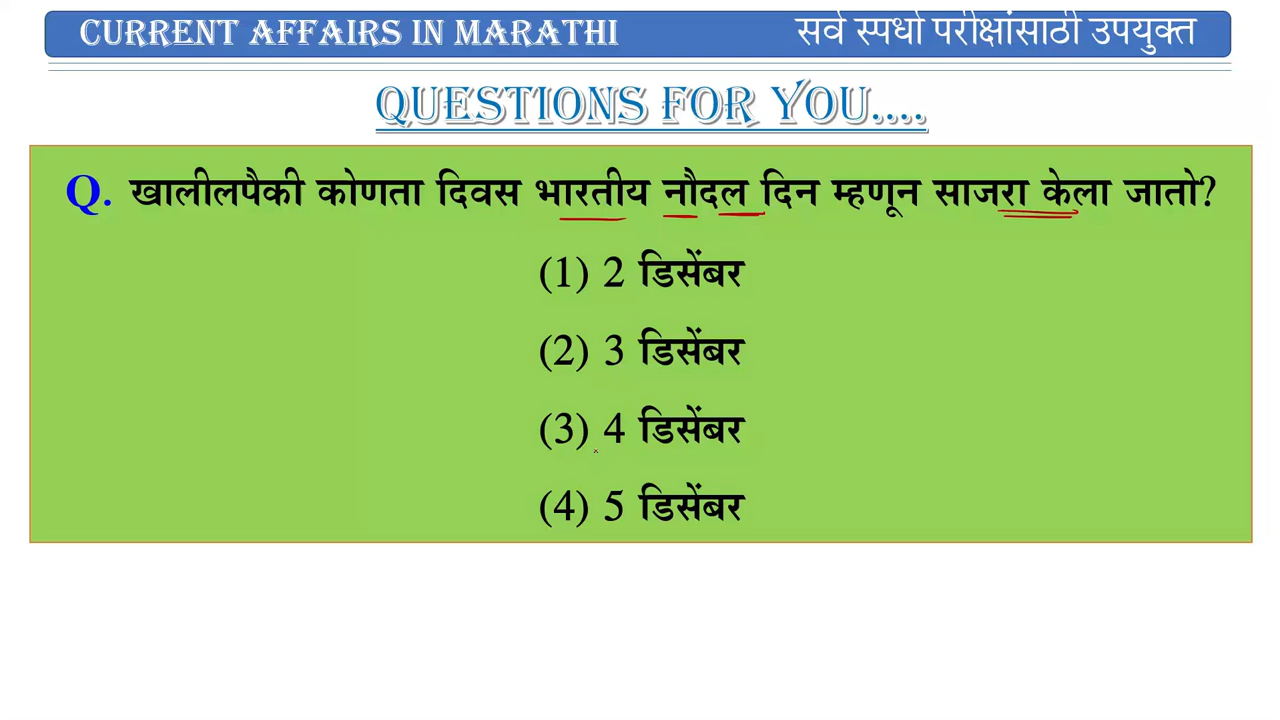 CURRENT AFFAIRS IN MARATHI सर्व स्पर्धा परीक्षांसाठी उपयुक्त
QUESTIONS FOR YOU....
Q. खालीलपैकी कोणता दिवस भारतीय नौदल दिन म्हणून साजरा केला जातो?
(1) 2 डिसेंबर
(2) 3 डिसेंबर
(3) 4 डिसेंबर
(4) 5 डिसेंबर